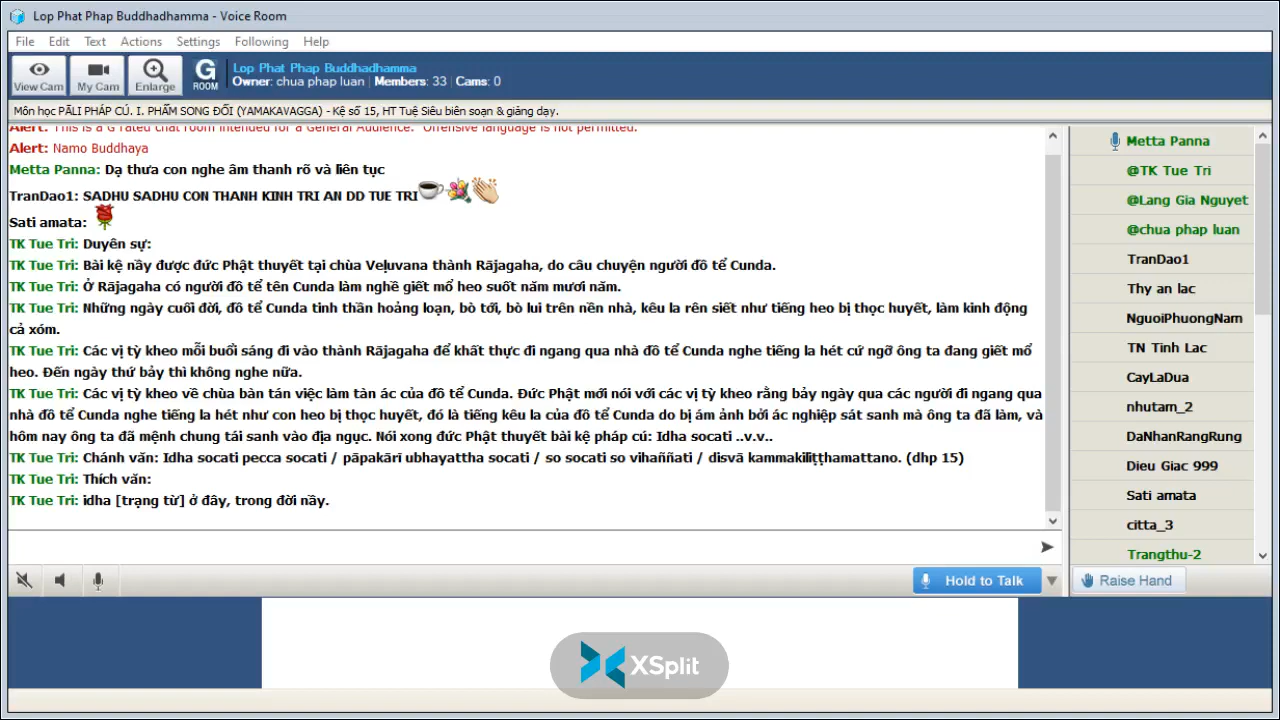 Lop Phat Phap Buddhadhamma - Voice Room
File Edit Text Actions Settings Following Help
View Cam My Cam Enlarge G ROOM
Lop Phat Phap Buddhadhamma
Owner: chua phap luan | Members: 33 | Cams: 0
Môn học PĀLI PHÁP CÚ. I. PHẨM SONG ĐỐI (YAMAKAVAGGA) - Kệ số 15, HT Tuệ Siêu biên soạn & giảng dạy.
Alert: This is a G rated chat room intended for a General Audience. Offensive language is not permitted.
Alert: Namo Buddhaya
Metta Panna: Dạ thưa con nghe âm thanh rõ và liên tục
TranDao1: SADHU SADHU CON THANH KINH TRI AN DD TUE TRI
Sati amata:
TK Tue Tri: Duyên sự:
TK Tue Tri: Bài kệ nầy được đức Phật thuyết tại chùa Veḷuvana thành Rājagaha, do câu chuyện người đồ tể Cunda.
TK Tue Tri: Ở Rājagaha có người đồ tể tên Cunda làm nghề giết mổ heo suốt năm mươi năm.
TK Tue Tri: Những ngày cuối đời, đồ tể Cunda tinh thần hoảng loạn, bò tới, bò lui trên nền nhà, kêu la rên siết như tiếng heo bị thọc huyết, làm kinh động
cả xóm.
TK Tue Tri: Các vị tỳ kheo mỗi buổi sáng đi vào thành Rājagaha để khất thực đi ngang qua nhà đồ tể Cunda nghe tiếng la hét cứ ngỡ ông ta đang giết mổ
heo. Đến ngày thứ bảy thì không nghe nữa.
TK Tue Tri: Các vị tỳ kheo về chùa bàn tán việc làm tàn ác của đồ tể Cunda. Đức Phật mới nói với các vị tỳ kheo rằng bảy ngày qua các người đi ngang qua
nhà đồ tể Cunda nghe tiếng la hét như con heo bị thọc huyết, đó là tiếng kêu la của đồ tể Cunda do bị ám ảnh bởi ác nghiệp sát sanh mà ông ta đã làm, và
hôm nay ông ta đã mệnh chung tái sanh vào địa ngục. Nói xong đức Phật thuyết bài kệ pháp cú: Idha socati ..v.v..
TK Tue Tri: Chánh văn: Idha socati pecca socati / pāpakārī ubhayattha socati / so socati so vihaññati / disvā kammakiliṭṭhamattano. (dhp 15)
TK Tue Tri: Thích văn:
TK Tue Tri: idha [trạng từ] ở đây, trong đời nầy.
Hold to Talk
Metta Panna
@TK Tue Tri
@Lang Gia Nguyet
@chua phap luan
TranDao1
Thy an lac
NguoiPhuongNam
TN Tinh Lac
CayLaDua
nhutam_2
DaNhanRangRung
Dieu Giac 999
Sati amata
citta_3
Trangthu-2
Raise Hand
XSplit